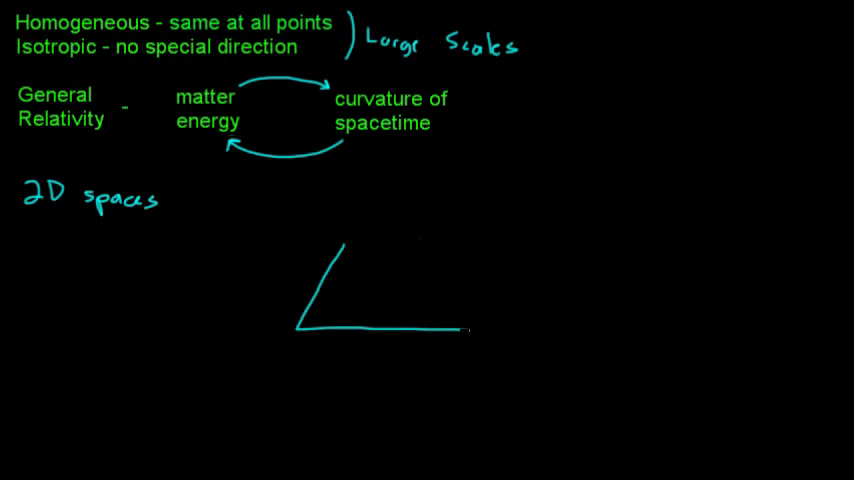 Homogeneous - same at all points
Isotropic - no special direction
Large Scales
General Relativity -
matter energy
curvature of spacetime
2D spaces